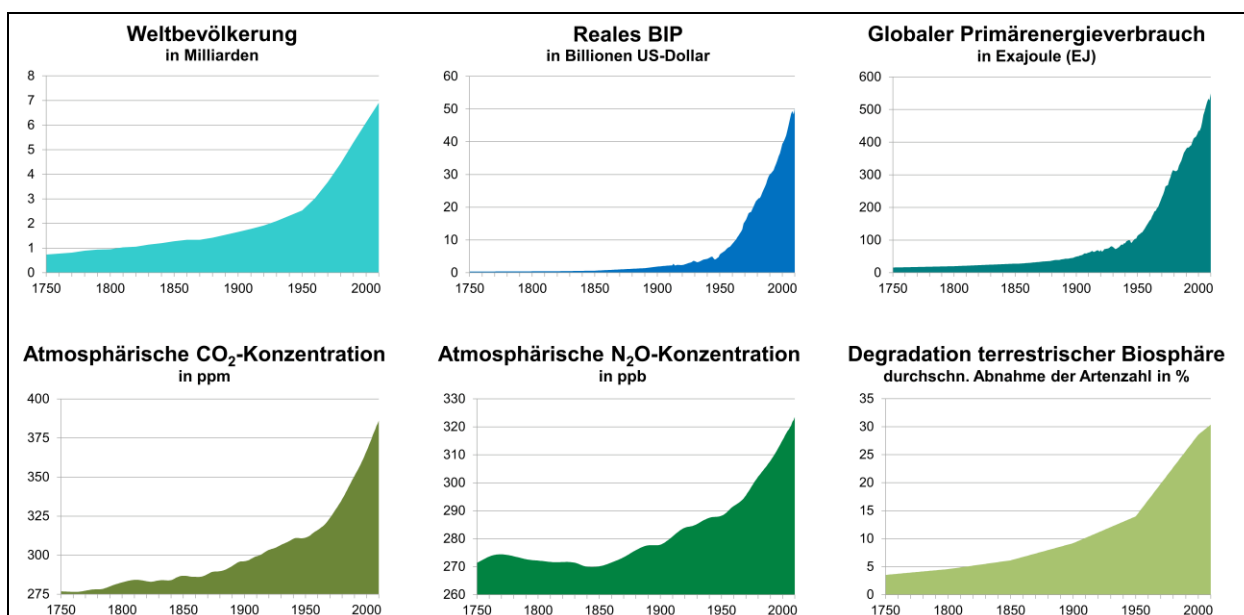 Weltbevölkerung
in Milliarden
8
7
6
5
4
3
2
1
0
1750 1800 1850 1900 1950 2000
Reales BIP
in Billionen US-Dollar
60
50
40
30
20
10
0
1750 1800 1850 1900 1950 2000
Globaler Primärenergieverbrauch
in Exajoule (EJ)
600
500
400
300
200
100
0
1750 1800 1850 1900 1950 2000
Atmosphärische CO₂-Konzentration
in ppm
400
375
350
325
300
275
1750 1800 1850 1900 1950 2000
Atmosphärische N₂O-Konzentration
in ppb
330
320
310
300
290
280
270
260
1750 1800 1850 1900 1950 2000
Degradation terrestrischer Biosphäre
durchschn. Abnahme der Artenzahl in %
35
30
25
20
15
10
5
0
1750 1800 1850 1900 1950 2000